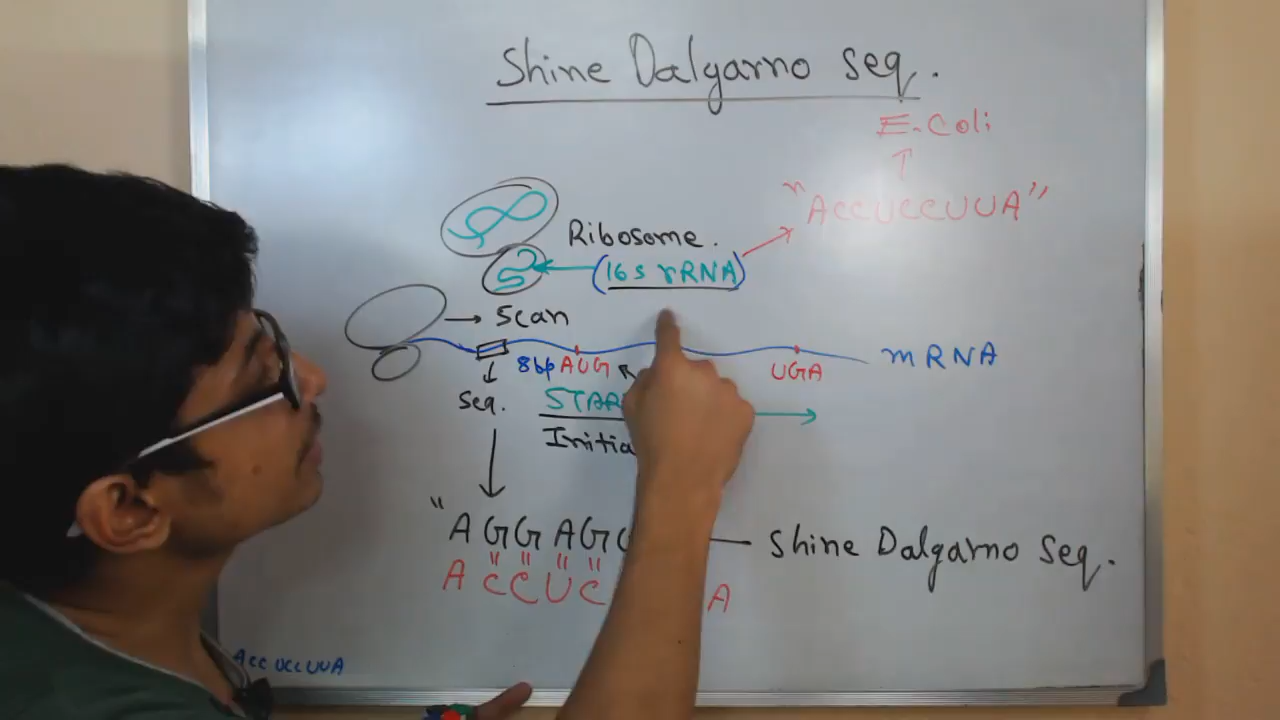 Shine Dalgarno seq.
E.coli
"ACCUCCUUA"
Ribosome.
(16s rRNA)
Scan
8bp AUG
UGA
mRNA
Seq.
Initia
"AGGAGG
Shine Dalgarno seq.
ACCUC
A
ACCUCCUUA